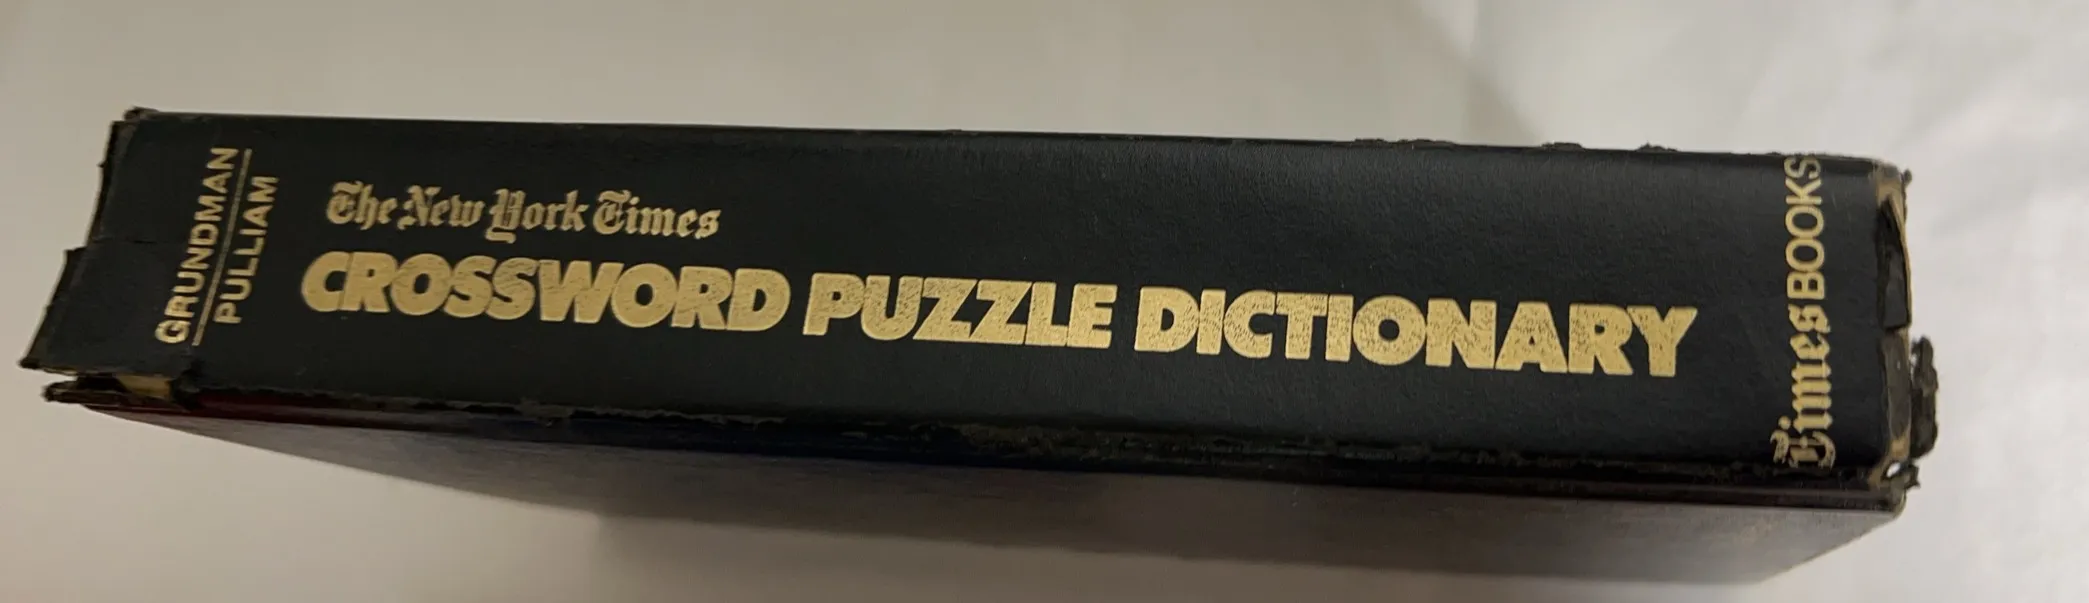 GRUNDMAN
PULLIAM
The New York Times
CROSSWORD PUZZLE DICTIONARY
Times BOOKS